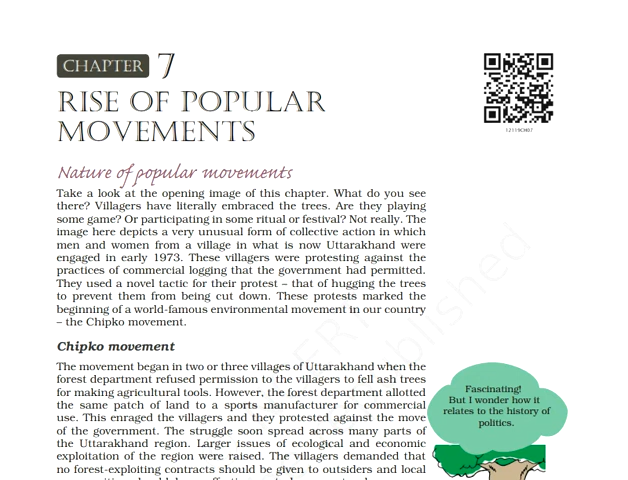 CHAPTER 7
RISE OF POPULAR
MOVEMENTS
12119CH07
Nature of popular movements
Take a look at the opening image of this chapter. What do you see
there? Villagers have literally embraced the trees. Are they playing
some game? Or participating in some ritual or festival? Not really. The
image here depicts a very unusual form of collective action in which
men and women from a village in what is now Uttarakhand were
engaged in early 1973. These villagers were protesting against the
practices of commercial logging that the government had permitted.
They used a novel tactic for their protest – that of hugging the trees
to prevent them from being cut down. These protests marked the
beginning of a world-famous environmental movement in our country
– the Chipko movement.
Chipko movement
The movement began in two or three villages of Uttarakhand when the
forest department refused permission to the villagers to fell ash trees
for making agricultural tools. However, the forest department allotted
the same patch of land to a sports manufacturer for commercial
use. This enraged the villagers and they protested against the move
of the government. The struggle soon spread across many parts of
the Uttarakhand region. Larger issues of ecological and economic
exploitation of the region were raised. The villagers demanded that
no forest-exploiting contracts should be given to outsiders and local
Fascinating!
But I wonder how it
relates to the history of
politics.